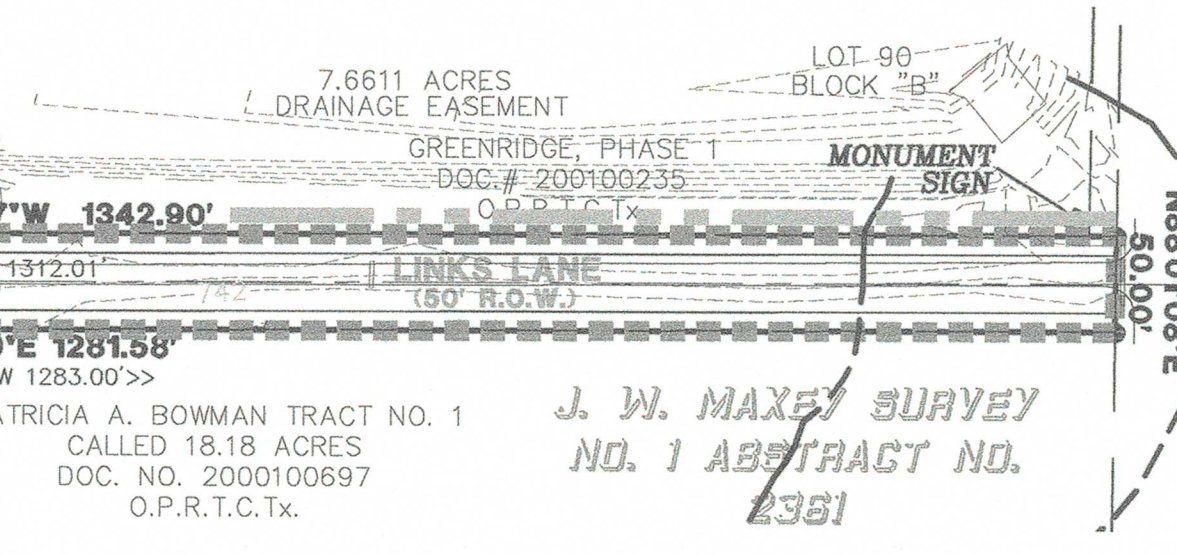 LOT 90
BLOCK "B"
7.6611 ACRES
DRAINAGE EASEMENT
GREENRIDGE, PHASE 1
DOC.# 200100235
O.P.R.T.C.Tx
MONUMENT
SIGN
7"W 1342.90'
1312.01'
LINKS LANE
(50' R.O.W.)
742
50.00'
0"E 1281.58'
W 1283.00'>>
ATRICIA A. BOWMAN TRACT NO. 1
CALLED 18.18 ACRES
DOC. NO. 2000100697
O.P.R.T.C.Tx.
J. W. MAXEY SURVEY
NO. 1 ABSTRACT NO.
2361